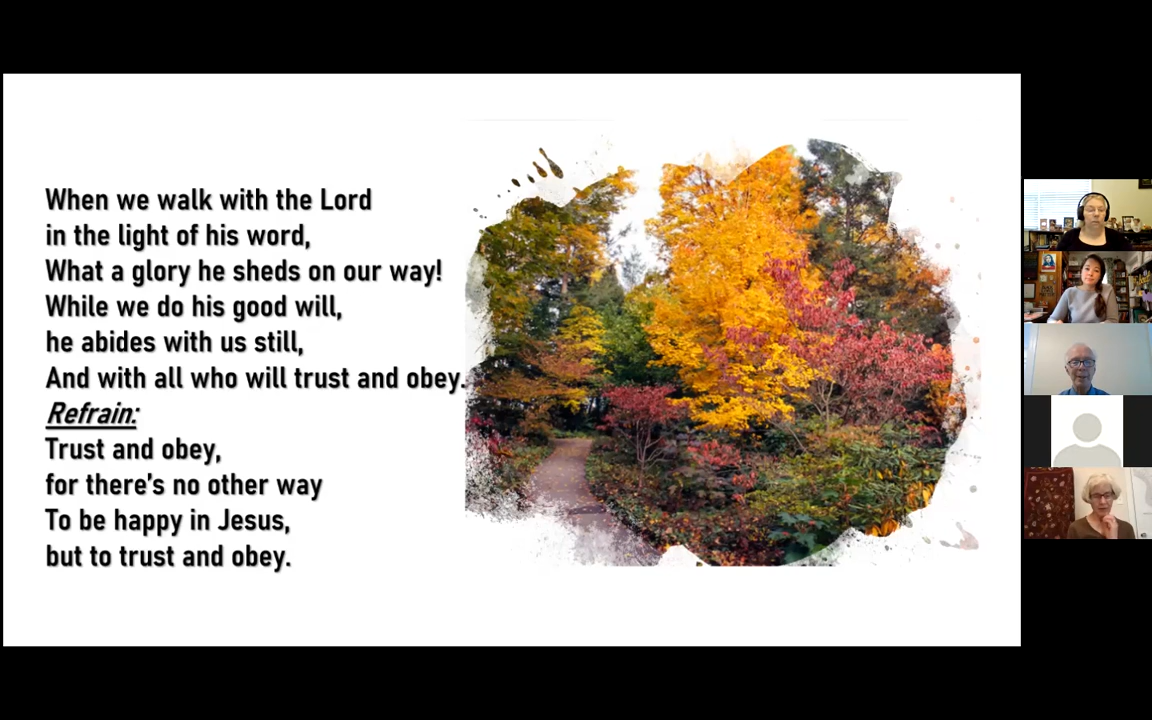 When we walk with the Lord
in the light of his word,
What a glory he sheds on our way!
While we do his good will,
he abides with us still,
And with all who will trust and obey.
Refrain:
Trust and obey,
for there's no other way
To be happy in Jesus,
but to trust and obey.